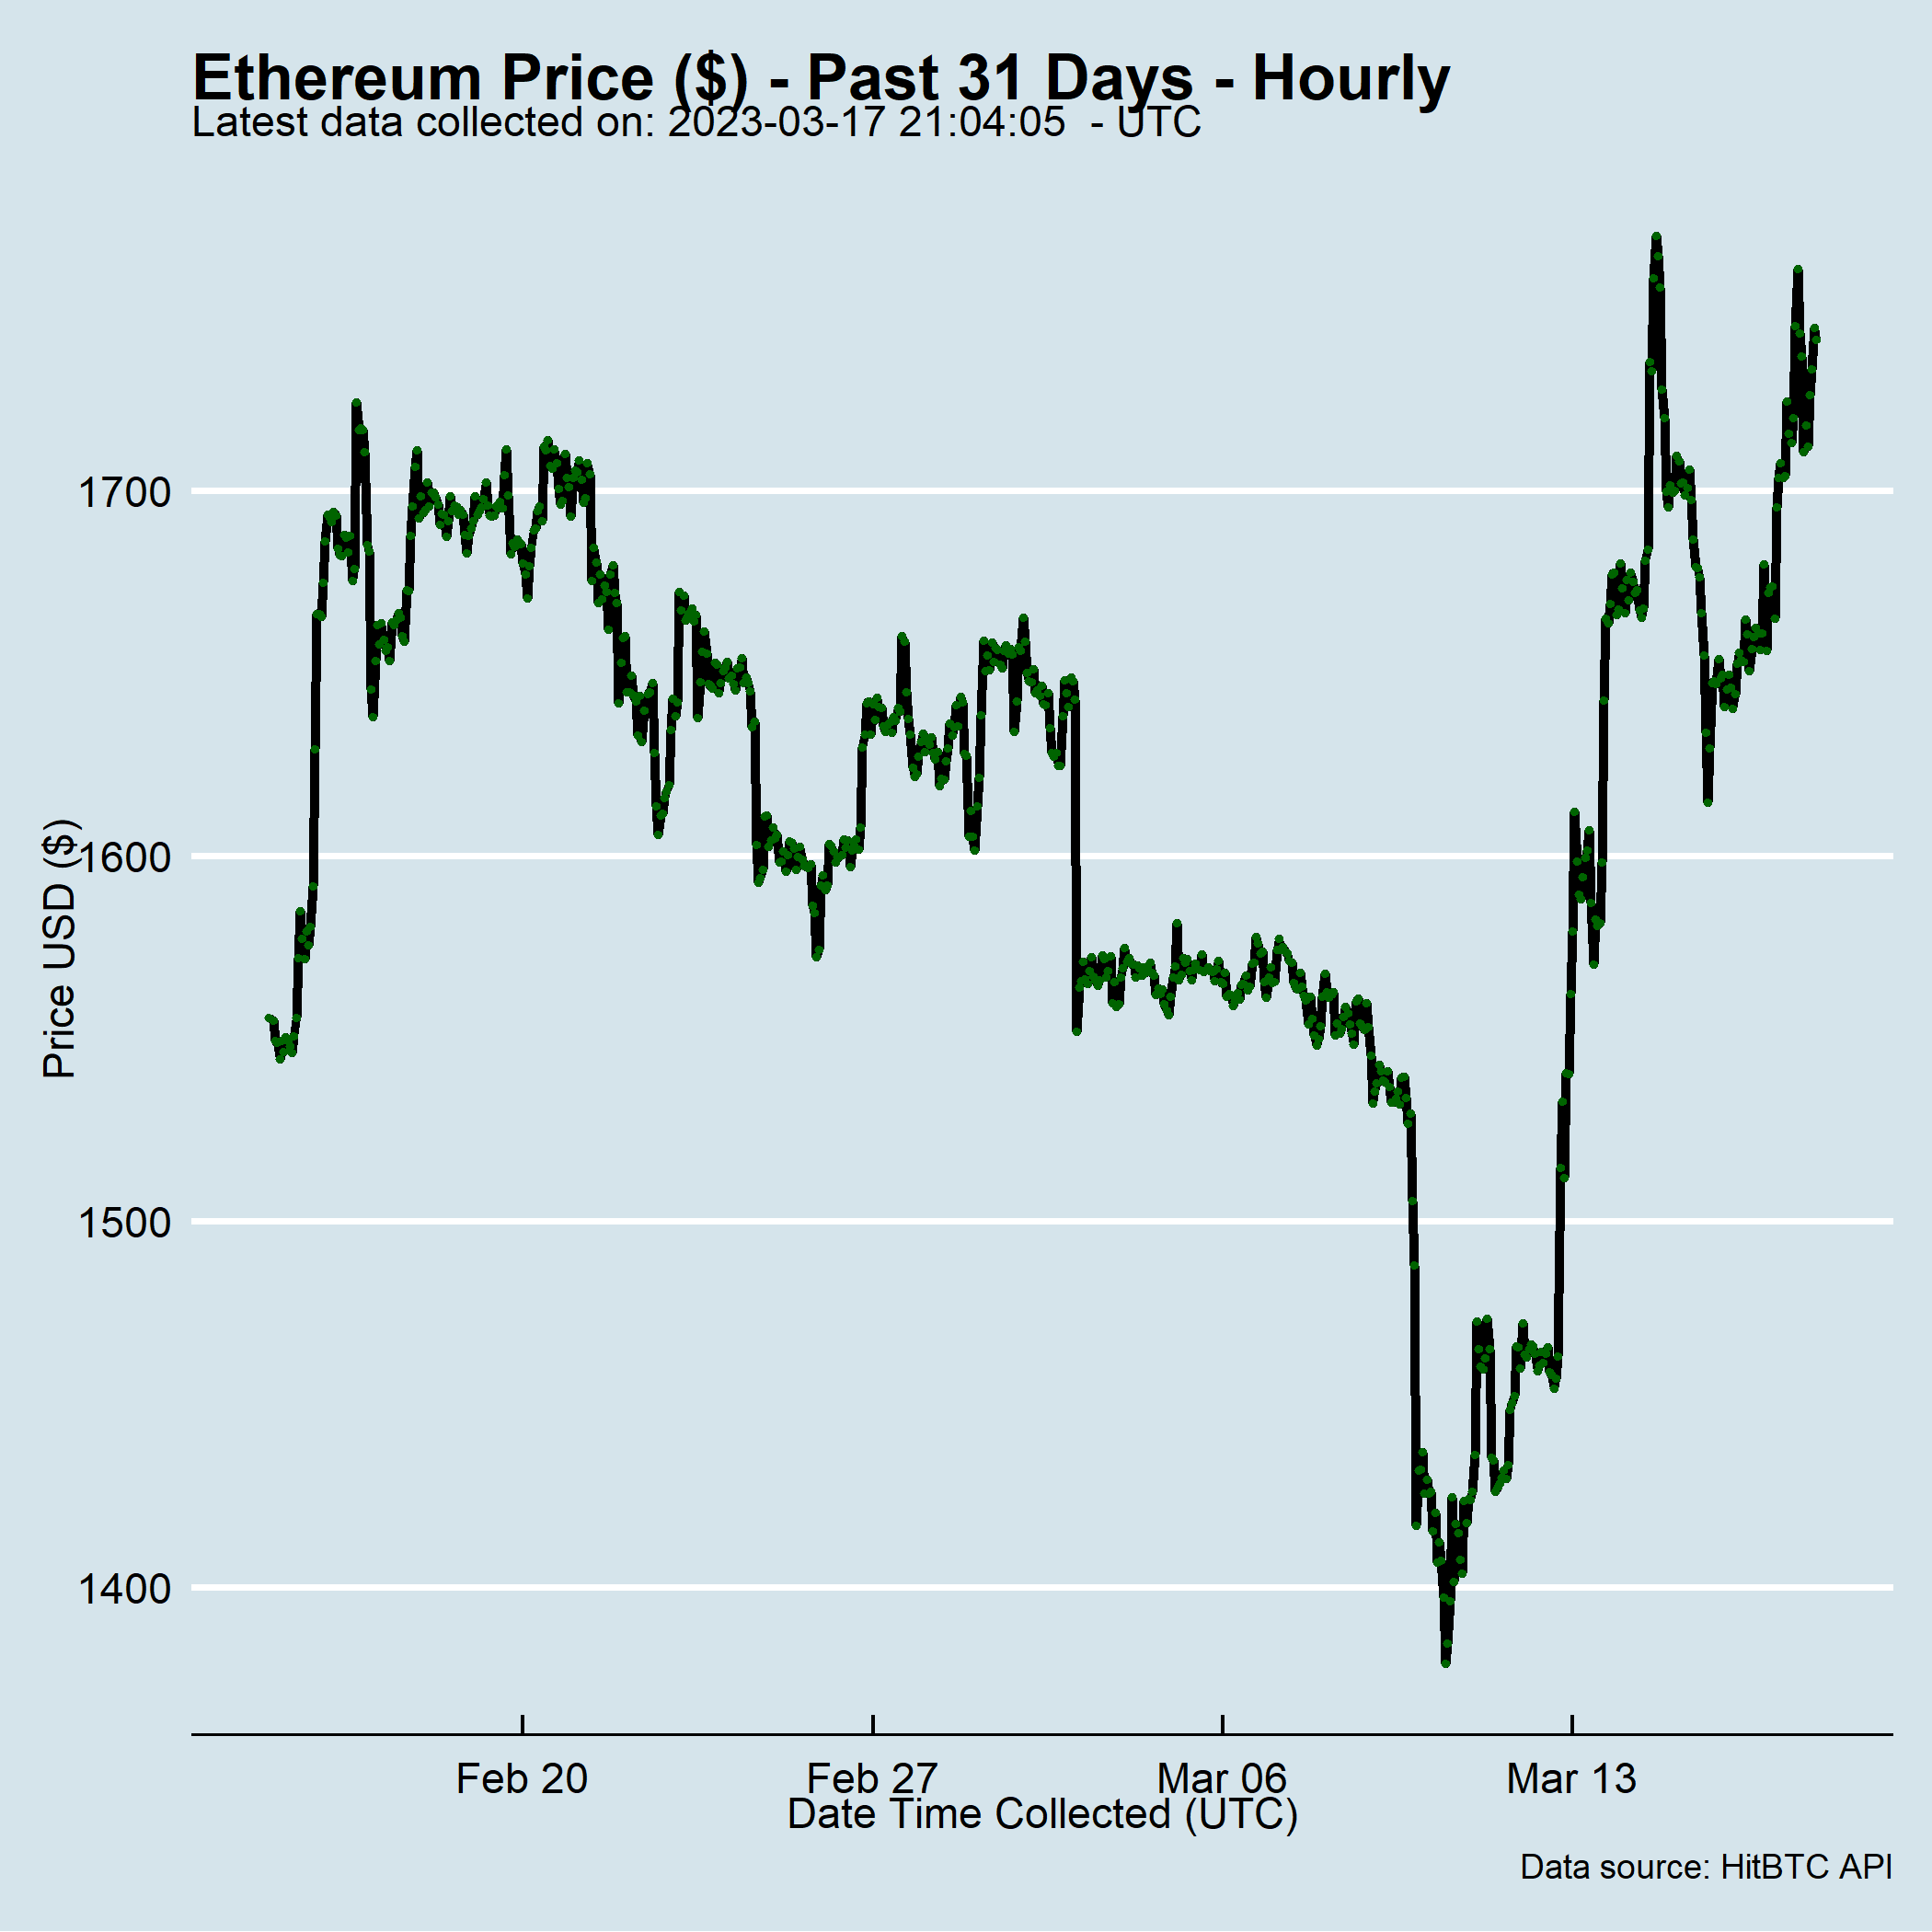 Ethereum Price ($) - Past 31 Days - Hourly
Latest data collected on: 2023-03-17 21:04:05  - UTC
Price USD ($)
1700
1600
1500
1400
Feb 20
Feb 27
Mar 06
Mar 13
Date Time Collected (UTC)
Data source: HitBTC API